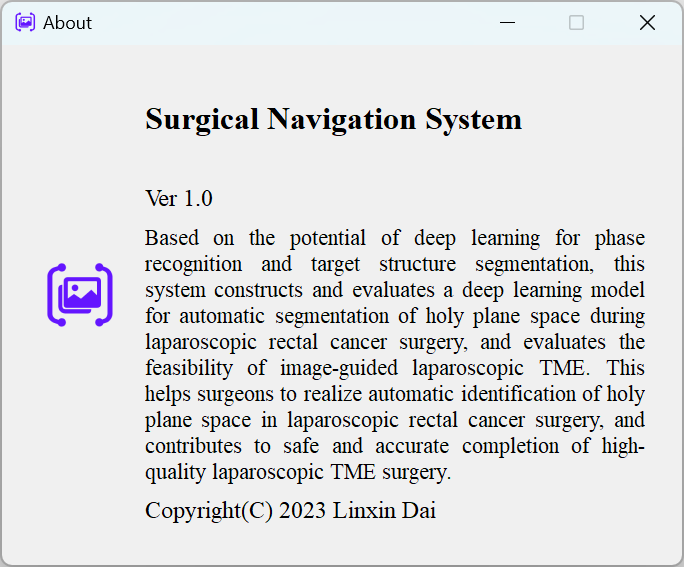 About
Surgical Navigation System
Ver 1.0
Based on the potential of deep learning for phase
recognition and target structure segmentation, this
system constructs and evaluates a deep learning model
for automatic segmentation of holy plane space during
laparoscopic rectal cancer surgery, and evaluates the
feasibility of image-guided laparoscopic TME. This
helps surgeons to realize automatic identification of holy
plane space in laparoscopic rectal cancer surgery, and
contributes to safe and accurate completion of high-
quality laparoscopic TME surgery.
Copyright(C) 2023 Linxin Dai